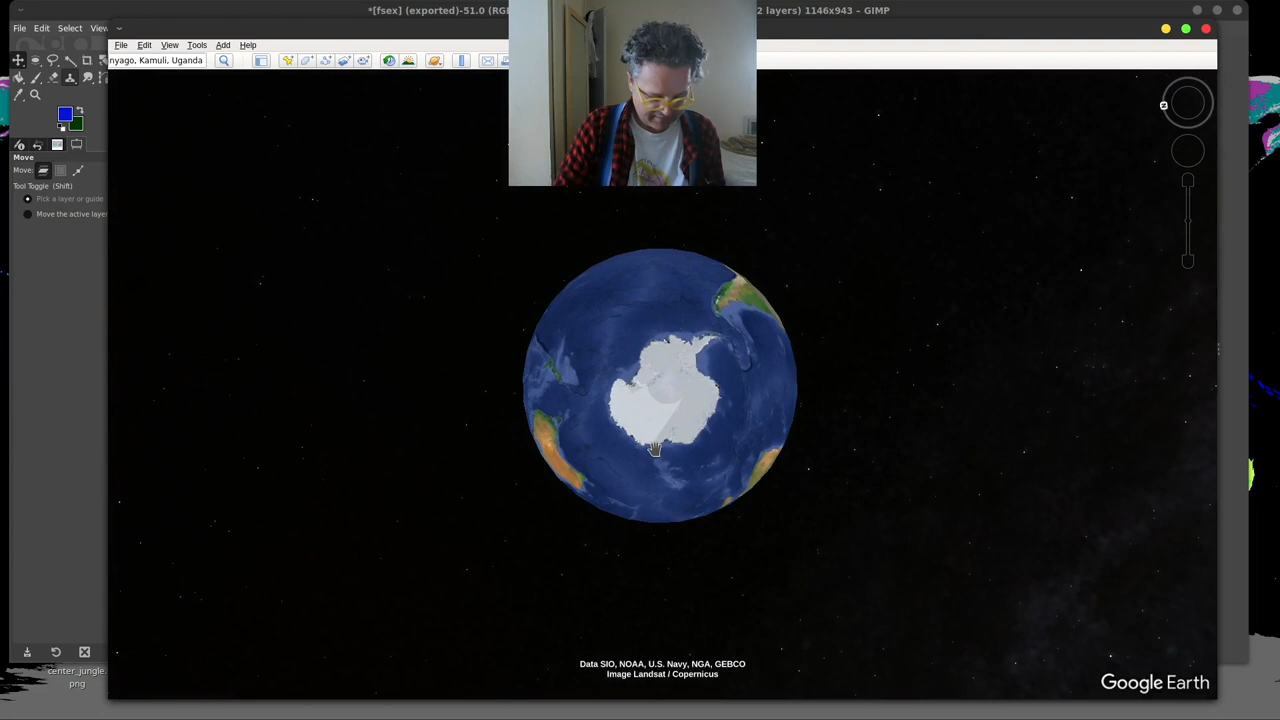 *[fsex] (exported)-51.0 (RG
2 layers) 1146x943 – GIMP
File Edit Select View
File Edit View Tools Add Help
nyago, Kamuli, Uganda
Move
Move:
Tool Toggle (Shift)
Pick a layer or guide
Move the active laye
center_jungle.
png
Data SIO, NOAA, U.S. Navy, NGA, GEBCO
Image Landsat / Copernicus
Google Earth